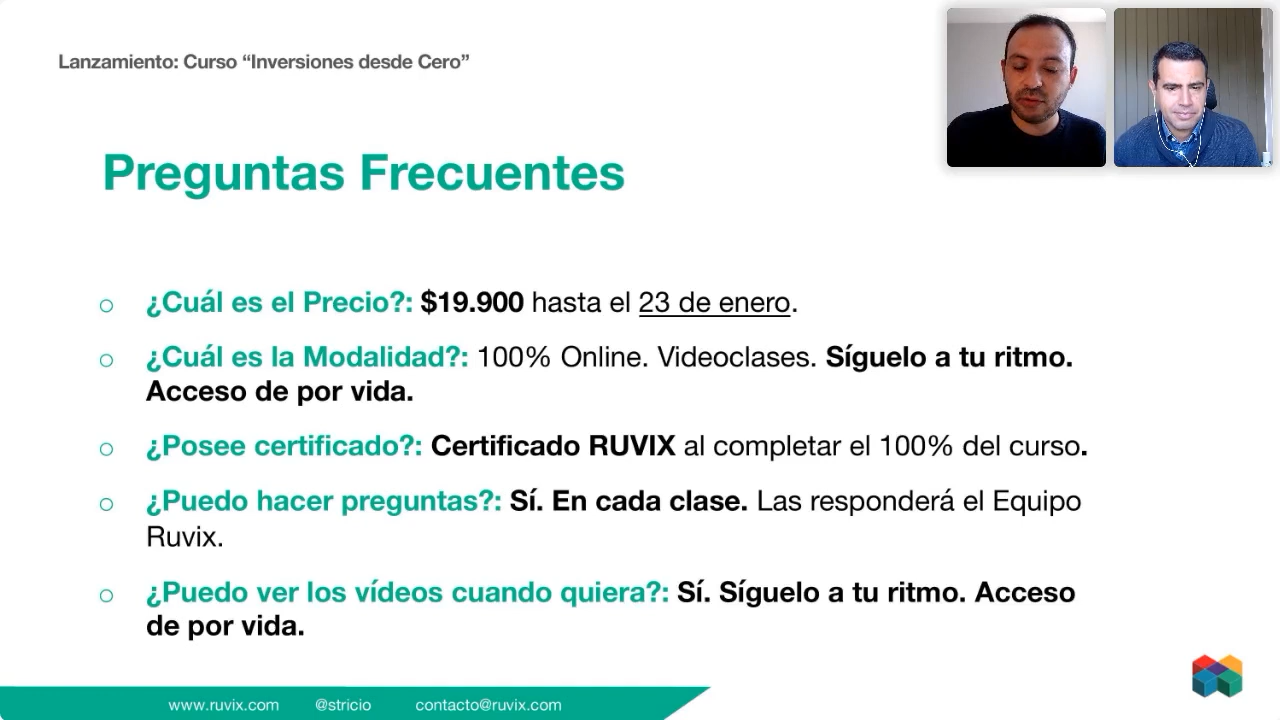 Lanzamiento: Curso “Inversiones desde Cero”
Preguntas Frecuentes
¿Cuál es el Precio?: $19.900 hasta el 23 de enero.
¿Cuál es la Modalidad?: 100% Online. Videoclases. Síguelo a tu ritmo.
Acceso de por vida.
¿Posee certificado?: Certificado RUVIX al completar el 100% del curso.
¿Puedo hacer preguntas?: Sí. En cada clase. Las responderá el Equipo
Ruvix.
¿Puedo ver los vídeos cuando quiera?: Sí. Síguelo a tu ritmo. Acceso
de por vida.
www.ruvix.com @stricio contacto@ruvix.com